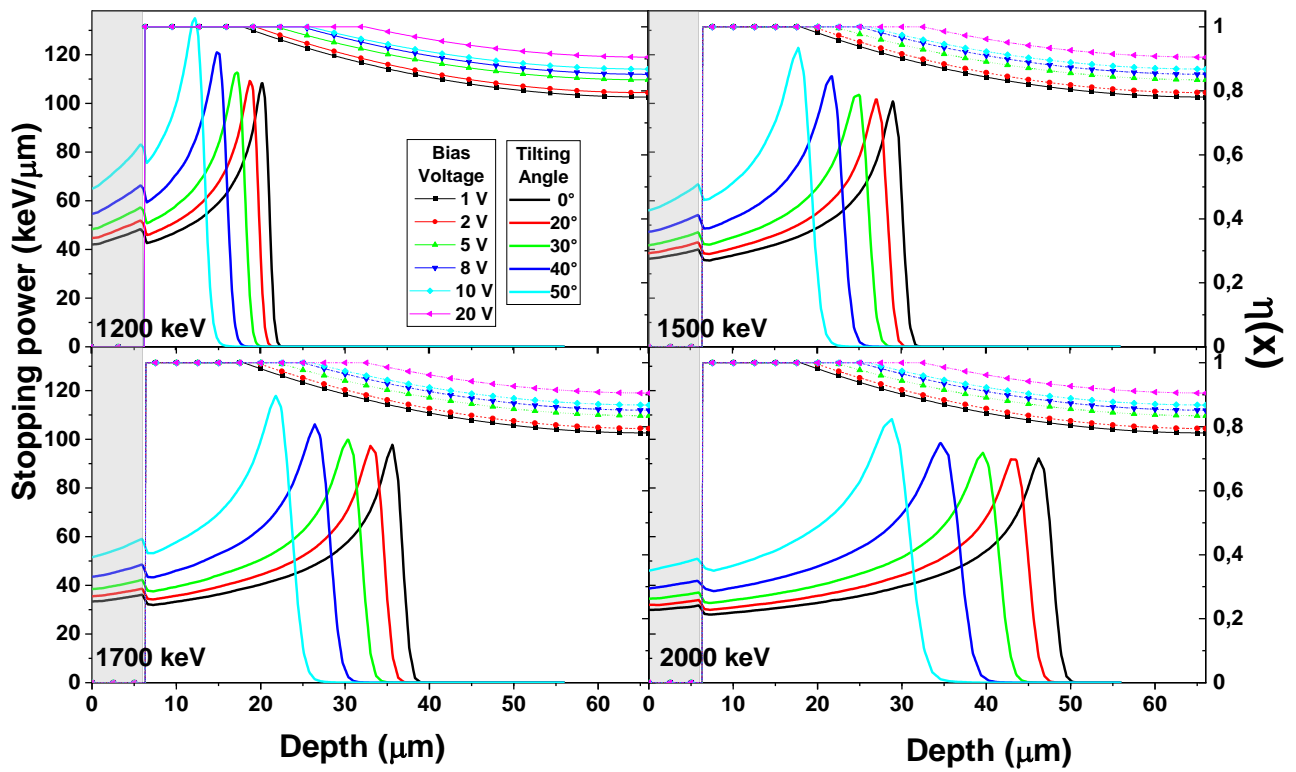 Stopping power (keV/μm)
120
100
80
60
40
20
0
1200 keV
Bias
Voltage
1 V
2 V
5 V
8 V
10 V
20 V
Tilting
Angle
0°
20°
30°
40°
50°
1500 keV
1
0,8
0,6
0,4
0,2
0
η(x)
120
100
80
60
40
20
0
1700 keV
2000 keV
1
0,8
0,6
0,4
0,2
0
0 10 20 30 40 50 60
0 10 20 30 40 50 60
Depth (μm)
Depth (μm)